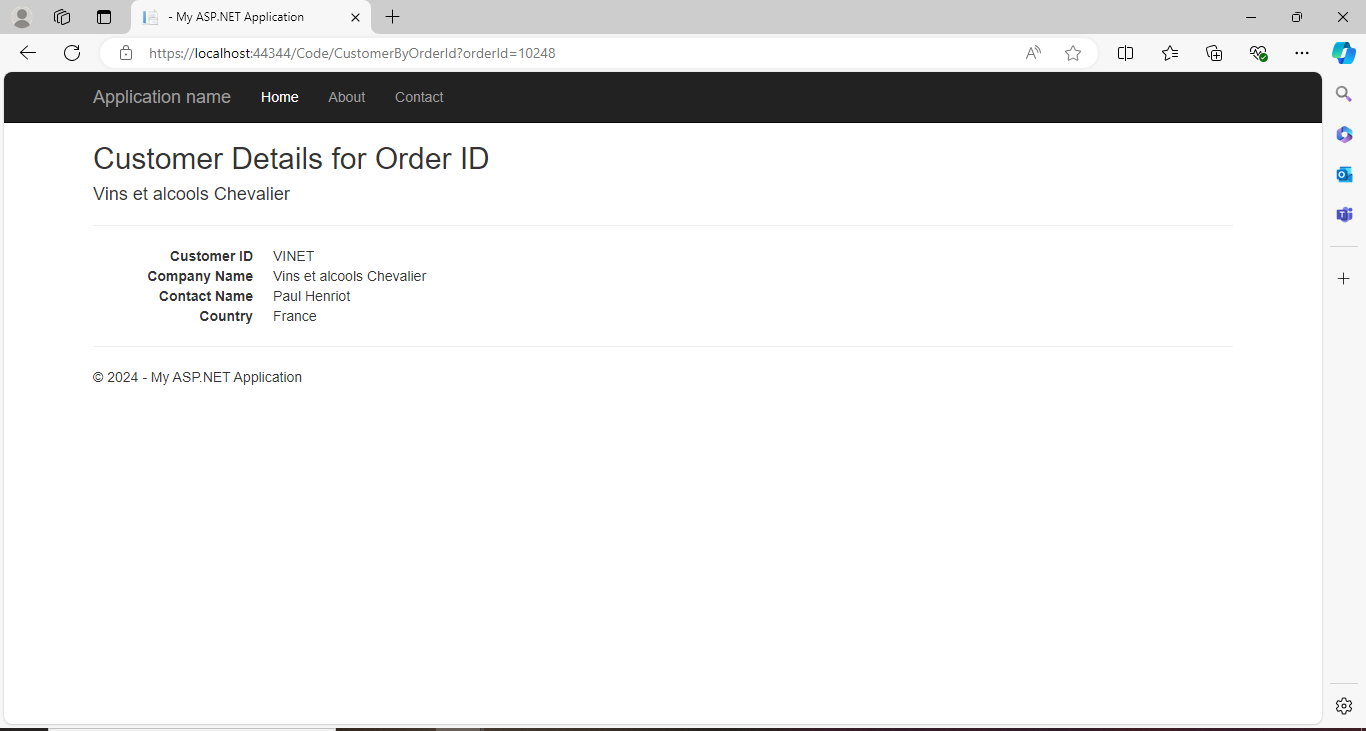 - My ASP.NET Application
https://localhost:44344/Code/CustomerByOrderId?orderId=10248
Application name Home About Contact
Customer Details for Order ID
Vins et alcools Chevalier
Customer ID VINET
Company Name Vins et alcools Chevalier
Contact Name Paul Henriot
Country France
© 2024 - My ASP.NET Application